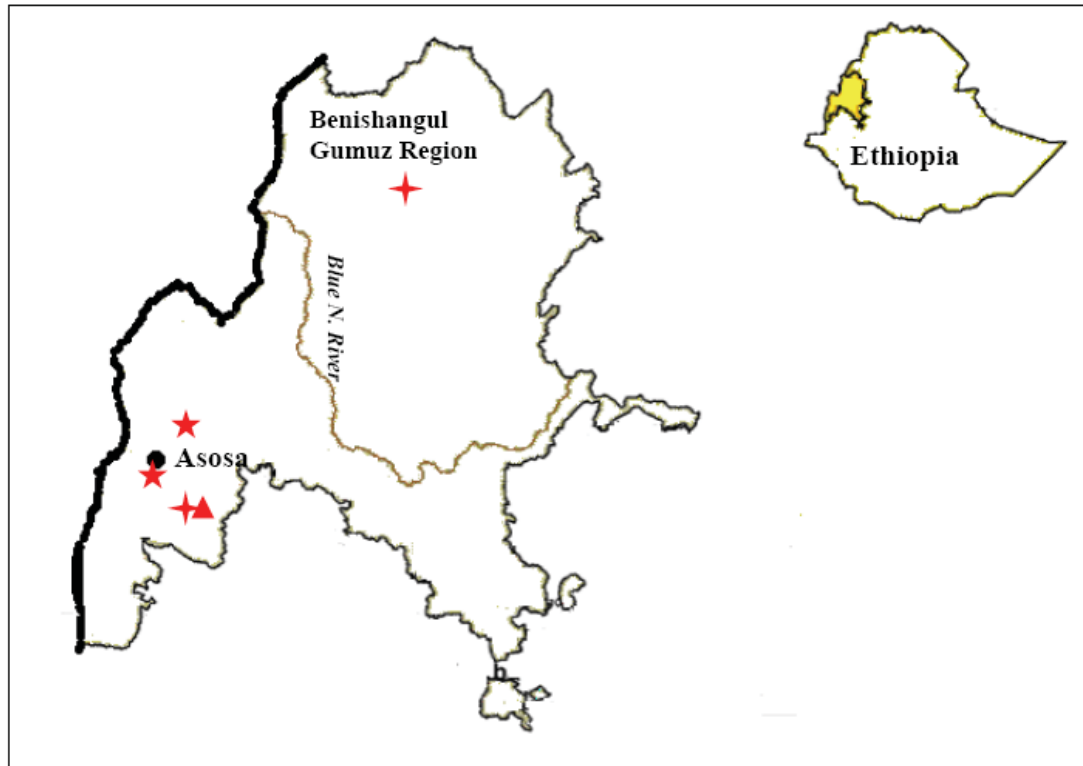 Benishangul
Gumuz Region
Ethiopia
Blue N. River
Asosa